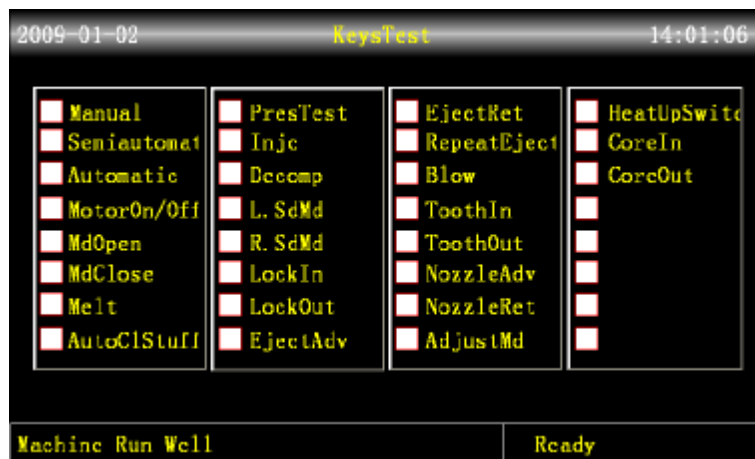 2009-01-02 KeysTest 14:01:06
Manual
Semiautomat
Automatic
MotorOn/Off
MdOpen
MdClose
Melt
AutoClStuff
PresTest
Injc
Decomp
L.SdMd
R.SdMd
LockIn
LockOut
EjectAdv
EjectRet
RepeatEject
Blow
ToothIn
ToothOut
NozzleAdv
NozzleRet
AdjustMd
HeatUpSwitc
CoreIn
CoreOut
Machine Run Well Ready